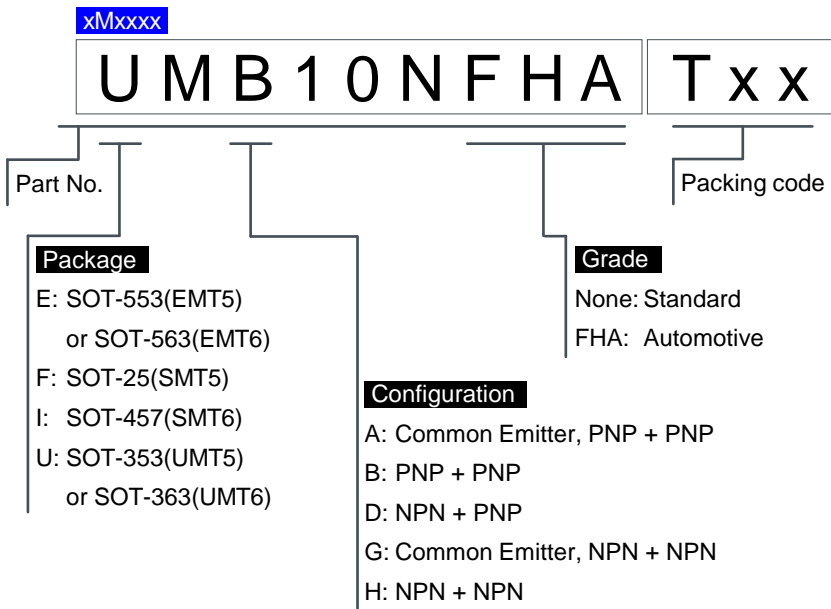 xMxxxx
UMB10NFHA Txx
Part No.
Packing code
Package
E: SOT-553(EMT5)
or SOT-563(EMT6)
F: SOT-25(SMT5)
I: SOT-457(SMT6)
U: SOT-353(UMT5)
or SOT-363(UMT6)
Grade
None: Standard
FHA: Automotive
Configuration
A: Common Emitter, PNP + PNP
B: PNP + PNP
D: NPN + PNP
G: Common Emitter, NPN + NPN
H: NPN + NPN